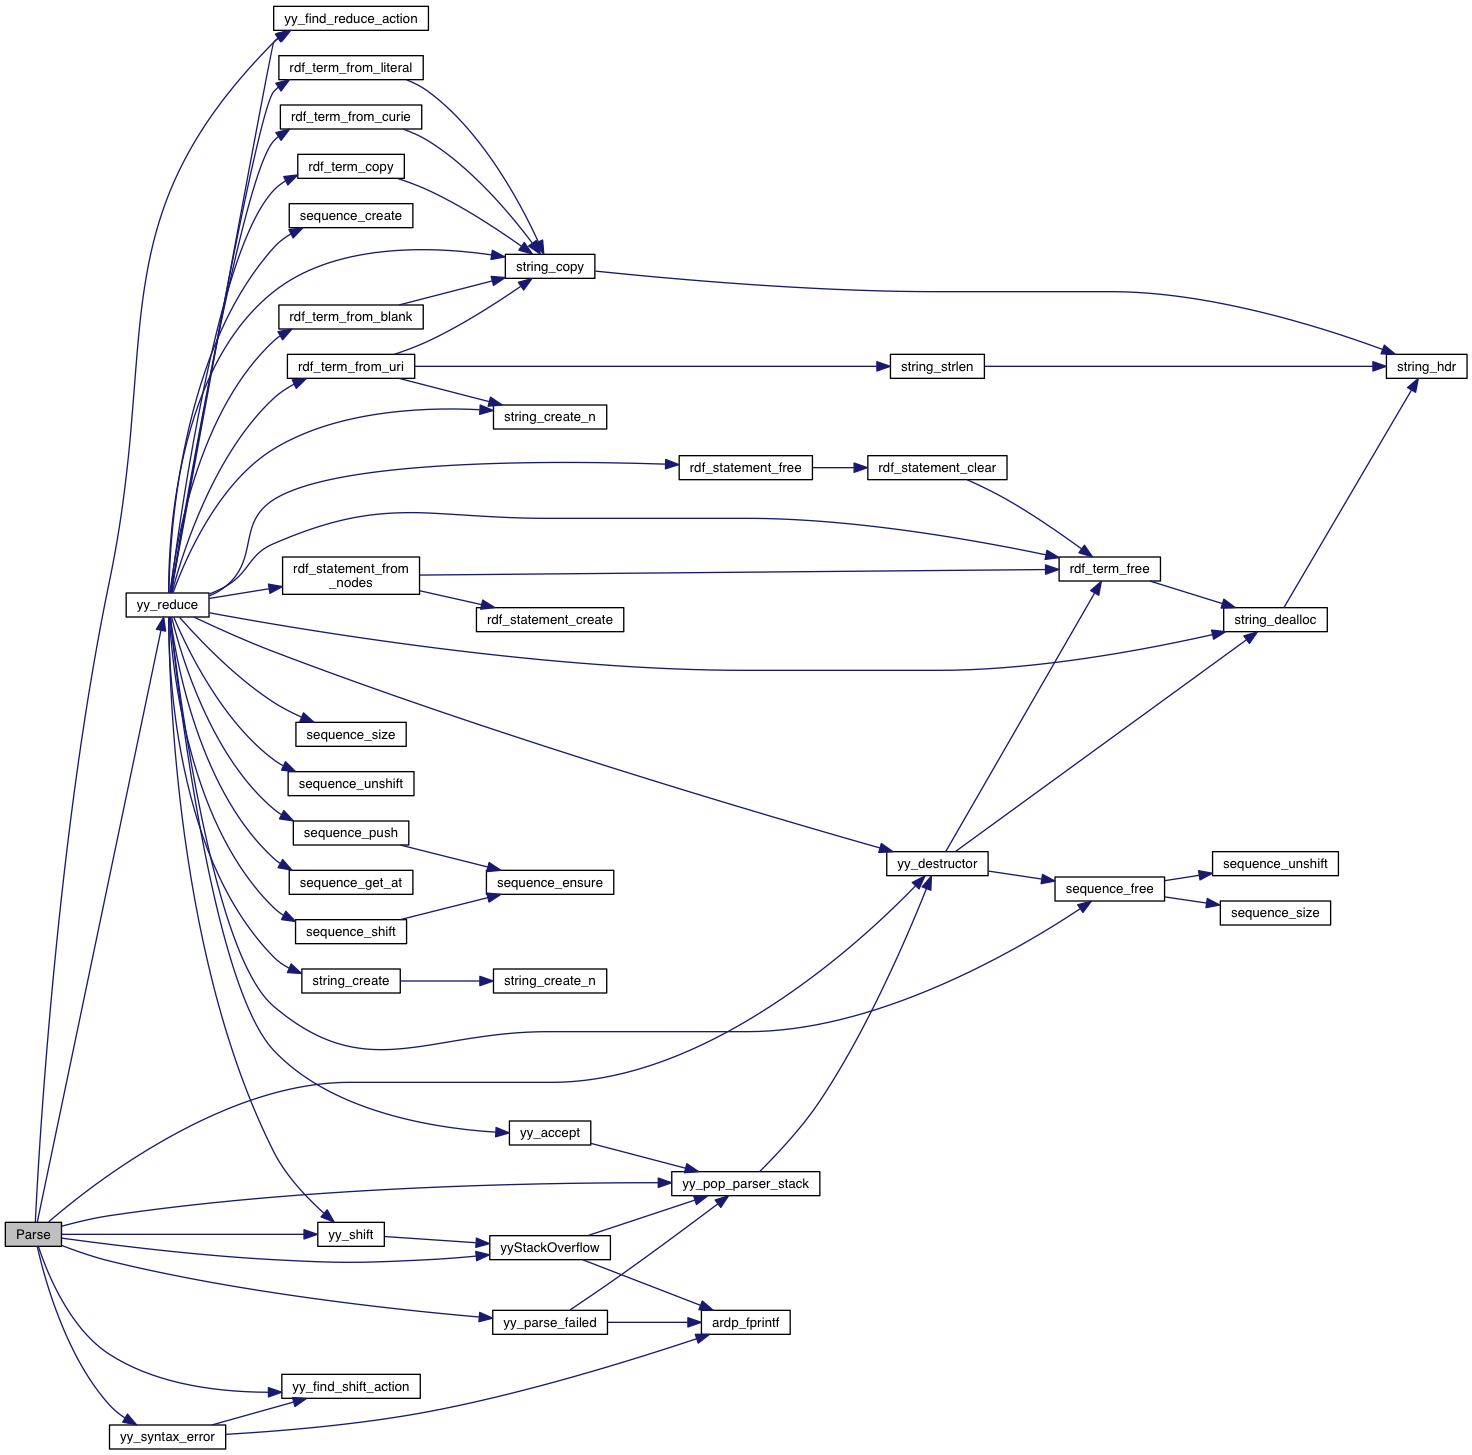 yy_find_reduce_action
rdf_term_from_literal
rdf_term_from_curie
rdf_term_copy
sequence_create
string_copy
rdf_term_from_blank
rdf_term_from_uri
string_strlen
string_hdr
string_create_n
rdf_statement_free
rdf_statement_clear
rdf_statement_from
_nodes
rdf_term_free
yy_reduce
rdf_statement_create
string_dealloc
sequence_size
sequence_unshift
sequence_push
yy_destructor
sequence_unshift
sequence_get_at
sequence_ensure
sequence_free
sequence_size
sequence_shift
string_create
string_create_n
yy_accept
yy_pop_parser_stack
Parse
yy_shift
yyStackOverflow
yy_parse_failed
ardp_fprintf
yy_find_shift_action
yy_syntax_error